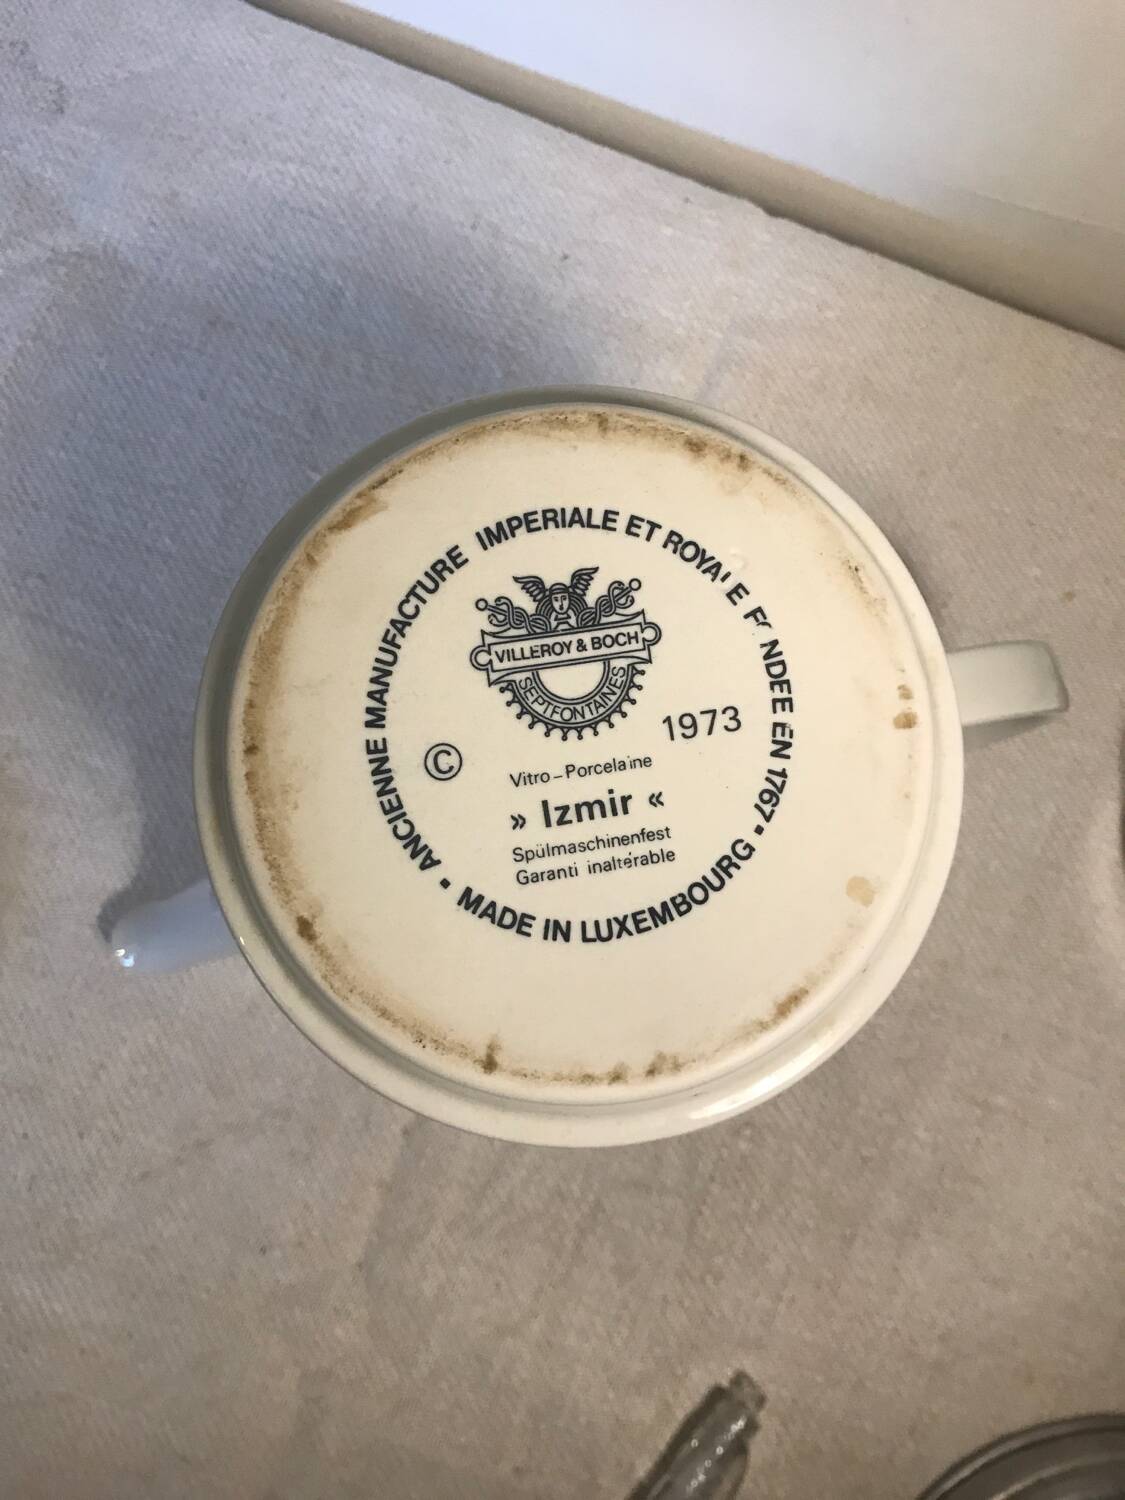 ANCIENNE MANUFACTURE IMPERIALE ET ROYALE FONDEE EN 1767 ▪ MADE IN LUXEMBOURG ▪
VILLEROY & BOCH
SEPTFONTAINES
© 1973
Vitro-Porcelaine
» Izmir «
Spülmaschinenfest
Garanti inaltérable